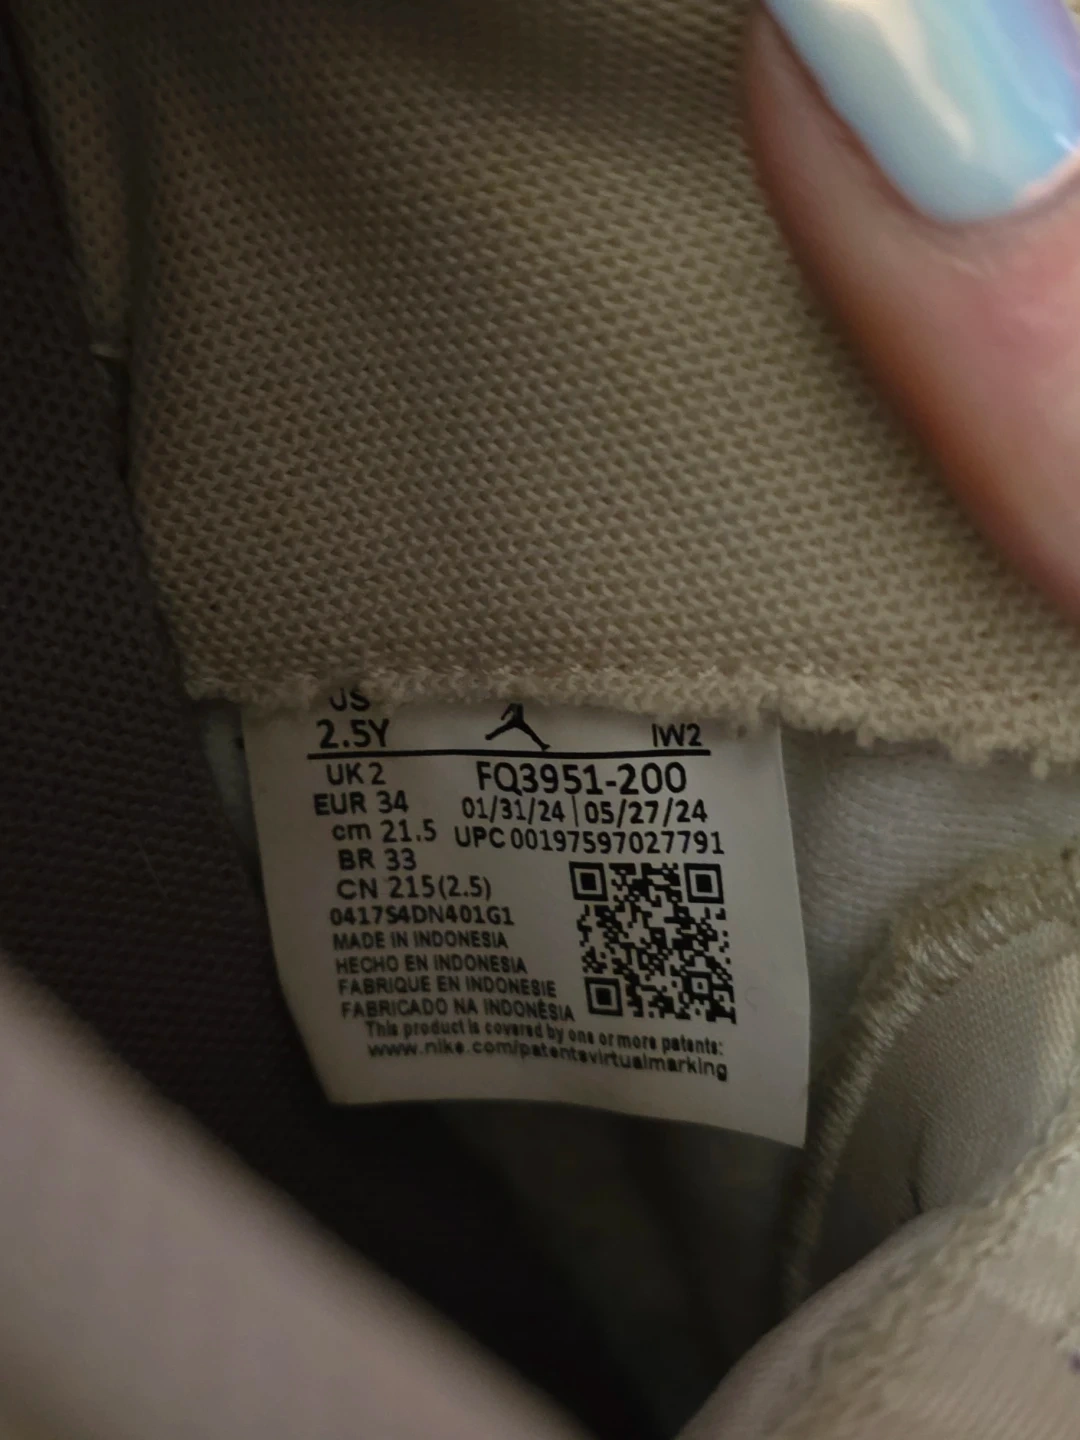 US
2.5Y IW2
UK 2 FQ3951-200
EUR 34 01/31/24 | 05/27/24
cm 21.5 UPC 00197597027791
BR 33
CN 215(2.5)
0417S4DN401G1
MADE IN INDONESIA
HECHO EN INDONESIA
FABRIQUE EN INDONESIE
FABRICADO NA INDONÉSIA
This product is covered by one or more patents:
www.nike.com/patentsvirtualmarking